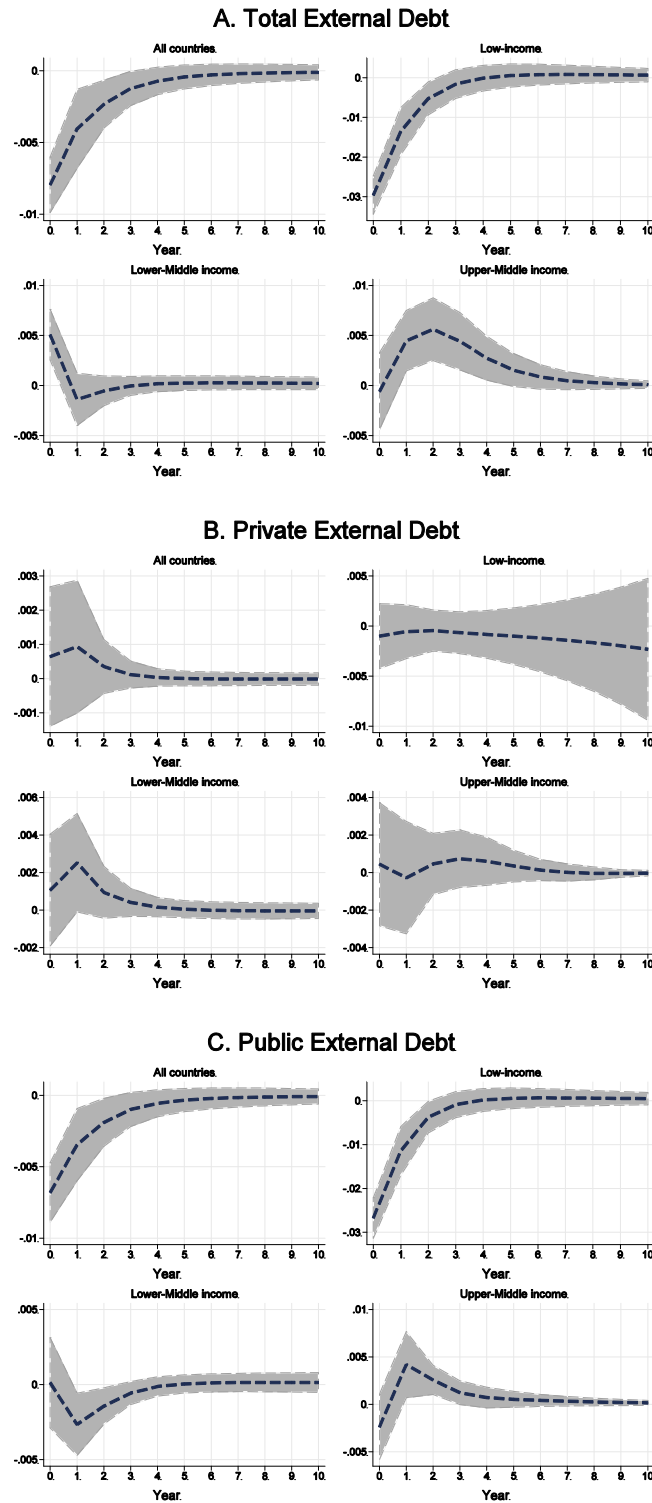 A. Total External Debt
All countries.
0.
-.005
-.01
0. 1. 2. 3. 4. 5. 6. 7. 8. 9. 10.
Year.
Low-income.
0.
-.01
-.02
-.03
0. 1. 2. 3. 4. 5. 6. 7. 8. 9. 10.
Year.
Lower-Middle income.
.01
.005
0.
-.005
0. 1. 2. 3. 4. 5. 6. 7. 8. 9. 10.
Year.
Upper-Middle income.
.01
.005
0.
-.005
0. 1. 2. 3. 4. 5. 6. 7. 8. 9. 10.
Year.
B. Private External Debt
All countries.
.003
.002
.001
0.
-.001
0. 1. 2. 3. 4. 5. 6. 7. 8. 9. 10.
Year.
Low-income.
.005
0.
-.005
-.01
0. 1. 2. 3. 4. 5. 6. 7. 8. 9. 10.
Year.
Lower-Middle income.
.006
.004
.002
0.
-.002
0. 1. 2. 3. 4. 5. 6. 7. 8. 9. 10.
Year.
Upper-Middle income.
.004
.002
0.
-.002
-.004
0. 1. 2. 3. 4. 5. 6. 7. 8. 9. 10.
Year.
C. Public External Debt
All countries.
0.
-.005
-.01
0. 1. 2. 3. 4. 5. 6. 7. 8. 9. 10.
Year.
Low-income.
0.
-.01
-.02
-.03
0. 1. 2. 3. 4. 5. 6. 7. 8. 9. 10.
Year.
Lower-Middle income.
.005
0.
-.005
0. 1. 2. 3. 4. 5. 6. 7. 8. 9. 10.
Year.
Upper-Middle income.
.01
.005
0.
-.005
0. 1. 2. 3. 4. 5. 6. 7. 8. 9. 10.
Year.